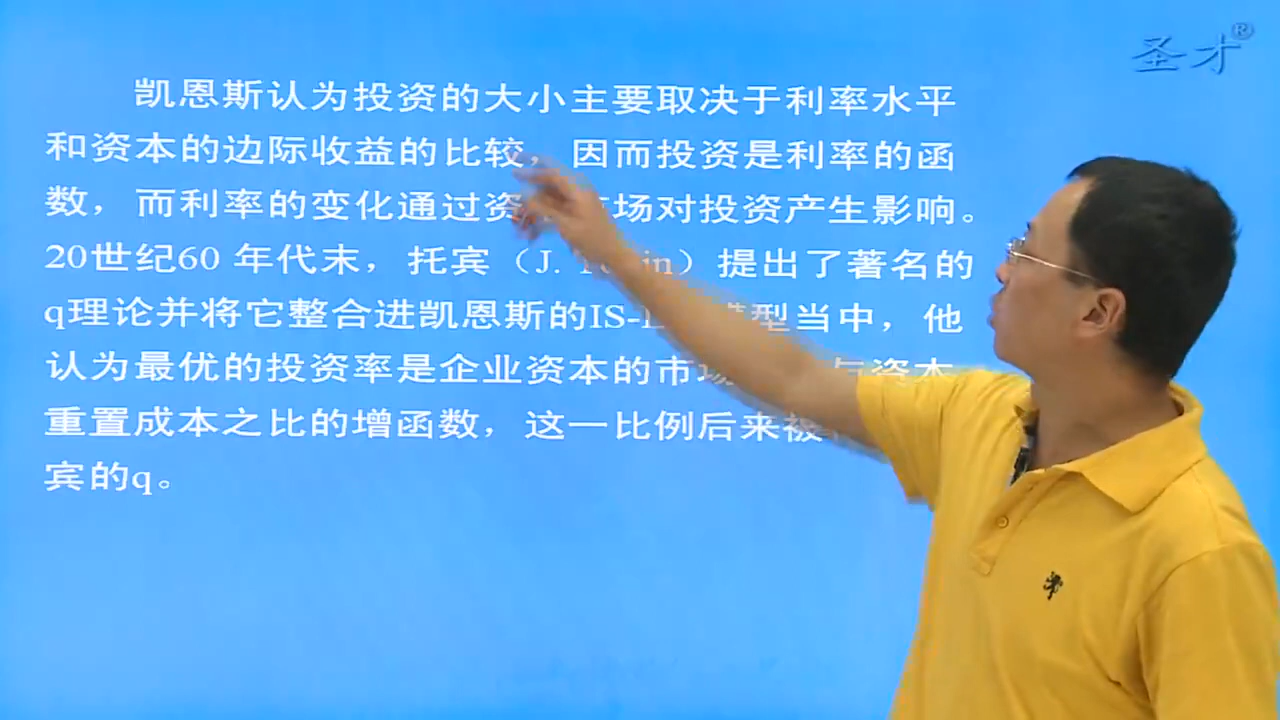 圣才®
凯恩斯认为投资的大小主要取决于利率水平
和资本的边际收益的比较，因而投资是利率的函
数，而利率的变化通过资 市场对投资产生影响。
20世纪60 年代末，托宾（J. in）提出了著名的
q理论并将它整合进凯恩斯的IS- 型当中，他
认为最优的投资率是企业资本的市场 与资本
重置成本之比的增函数，这一比例后来被
宾的q。